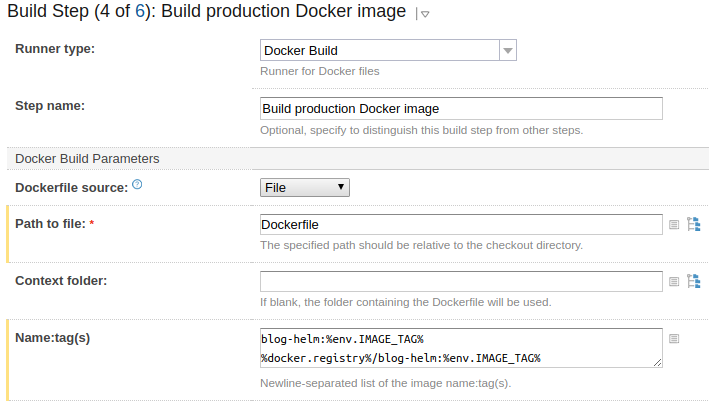 Build Step (4 of 6): Build production Docker image
Runner type:
Docker Build
Runner for Docker files
Step name:
Build production Docker image
Optional, specify to distinguish this build step from other steps.
Docker Build Parameters
Dockerfile source: ?
File
Path to file: *
Dockerfile
The specified path should be relative to the checkout directory.
Context folder:
If blank, the folder containing the Dockerfile will be used.
Name:tag(s)
blog-helm:%env.IMAGE_TAG%
%docker.registry%/blog-helm:%env.IMAGE_TAG%
Newline-separated list of the image name:tag(s).